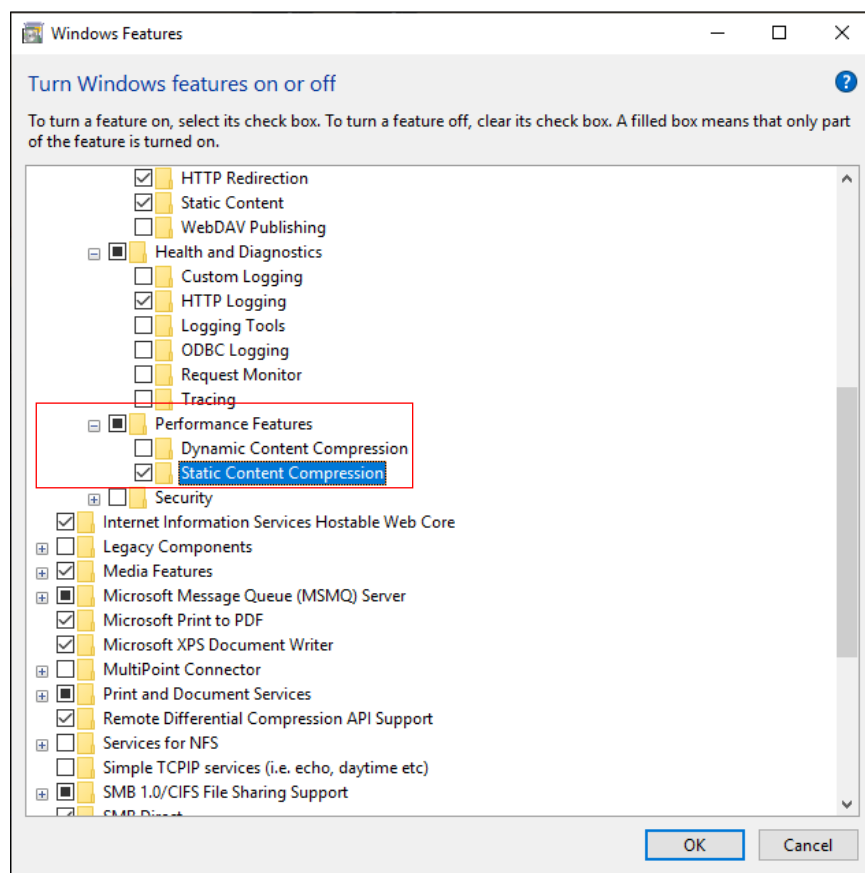 Windows Features
Turn Windows features on or off
To turn a feature on, select its check box. To turn a feature off, clear its check box. A filled box means that only part
of the feature is turned on.
HTTP Redirection
Static Content
WebDAV Publishing
Health and Diagnostics
Custom Logging
HTTP Logging
Logging Tools
ODBC Logging
Request Monitor
Tracing
Performance Features
Dynamic Content Compression
Static Content Compression
Security
Internet Information Services Hostable Web Core
Legacy Components
Media Features
Microsoft Message Queue (MSMQ) Server
Microsoft Print to PDF
Microsoft XPS Document Writer
MultiPoint Connector
Print and Document Services
Remote Differential Compression API Support
Services for NFS
Simple TCPIP services (i.e. echo, daytime etc)
SMB 1.0/CIFS File Sharing Support
SMB Direct
OK Cancel